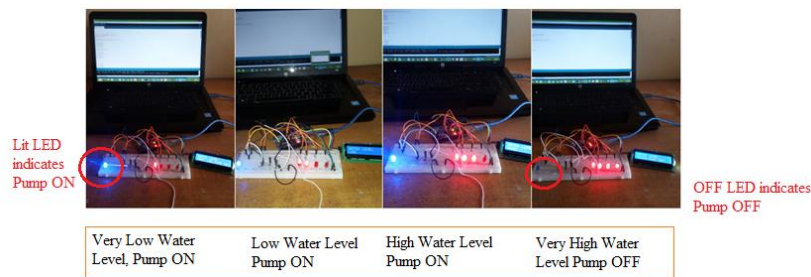 Lit LED
indicates
Pump ON
OFF LED indicates
Pump OFF
Very Low Water
Level, Pump ON
Low Water Level
Pump ON
High Water Level
Pump ON
Very High Water
Level Pump OFF